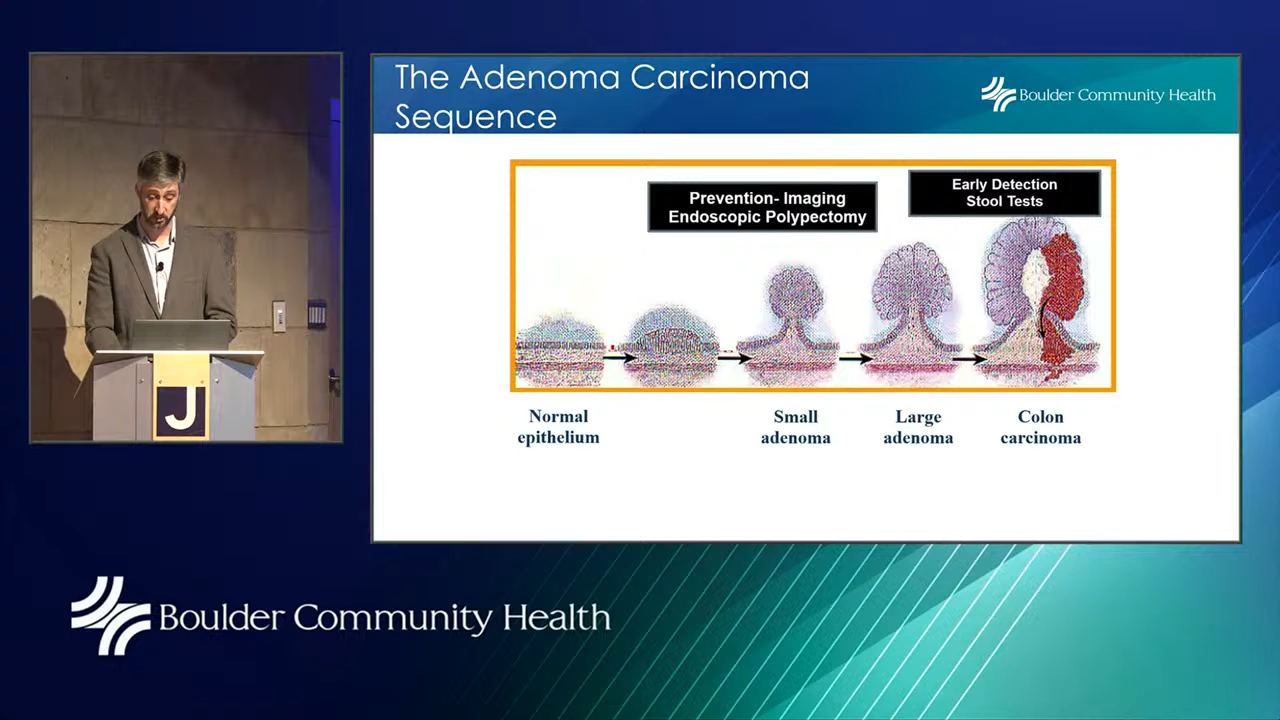 The Adenoma Carcinoma
Sequence
Boulder Community Health
Prevention- Imaging
Endoscopic Polypectomy
Early Detection
Stool Tests
Normal
epithelium
Small
adenoma
Large
adenoma
Colon
carcinoma
J
Boulder Community Health